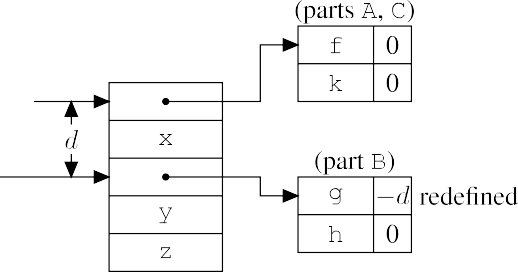 (parts A, C)
f 0
k 0
d
x
(part B)
g −d redefined
y
h 0
z